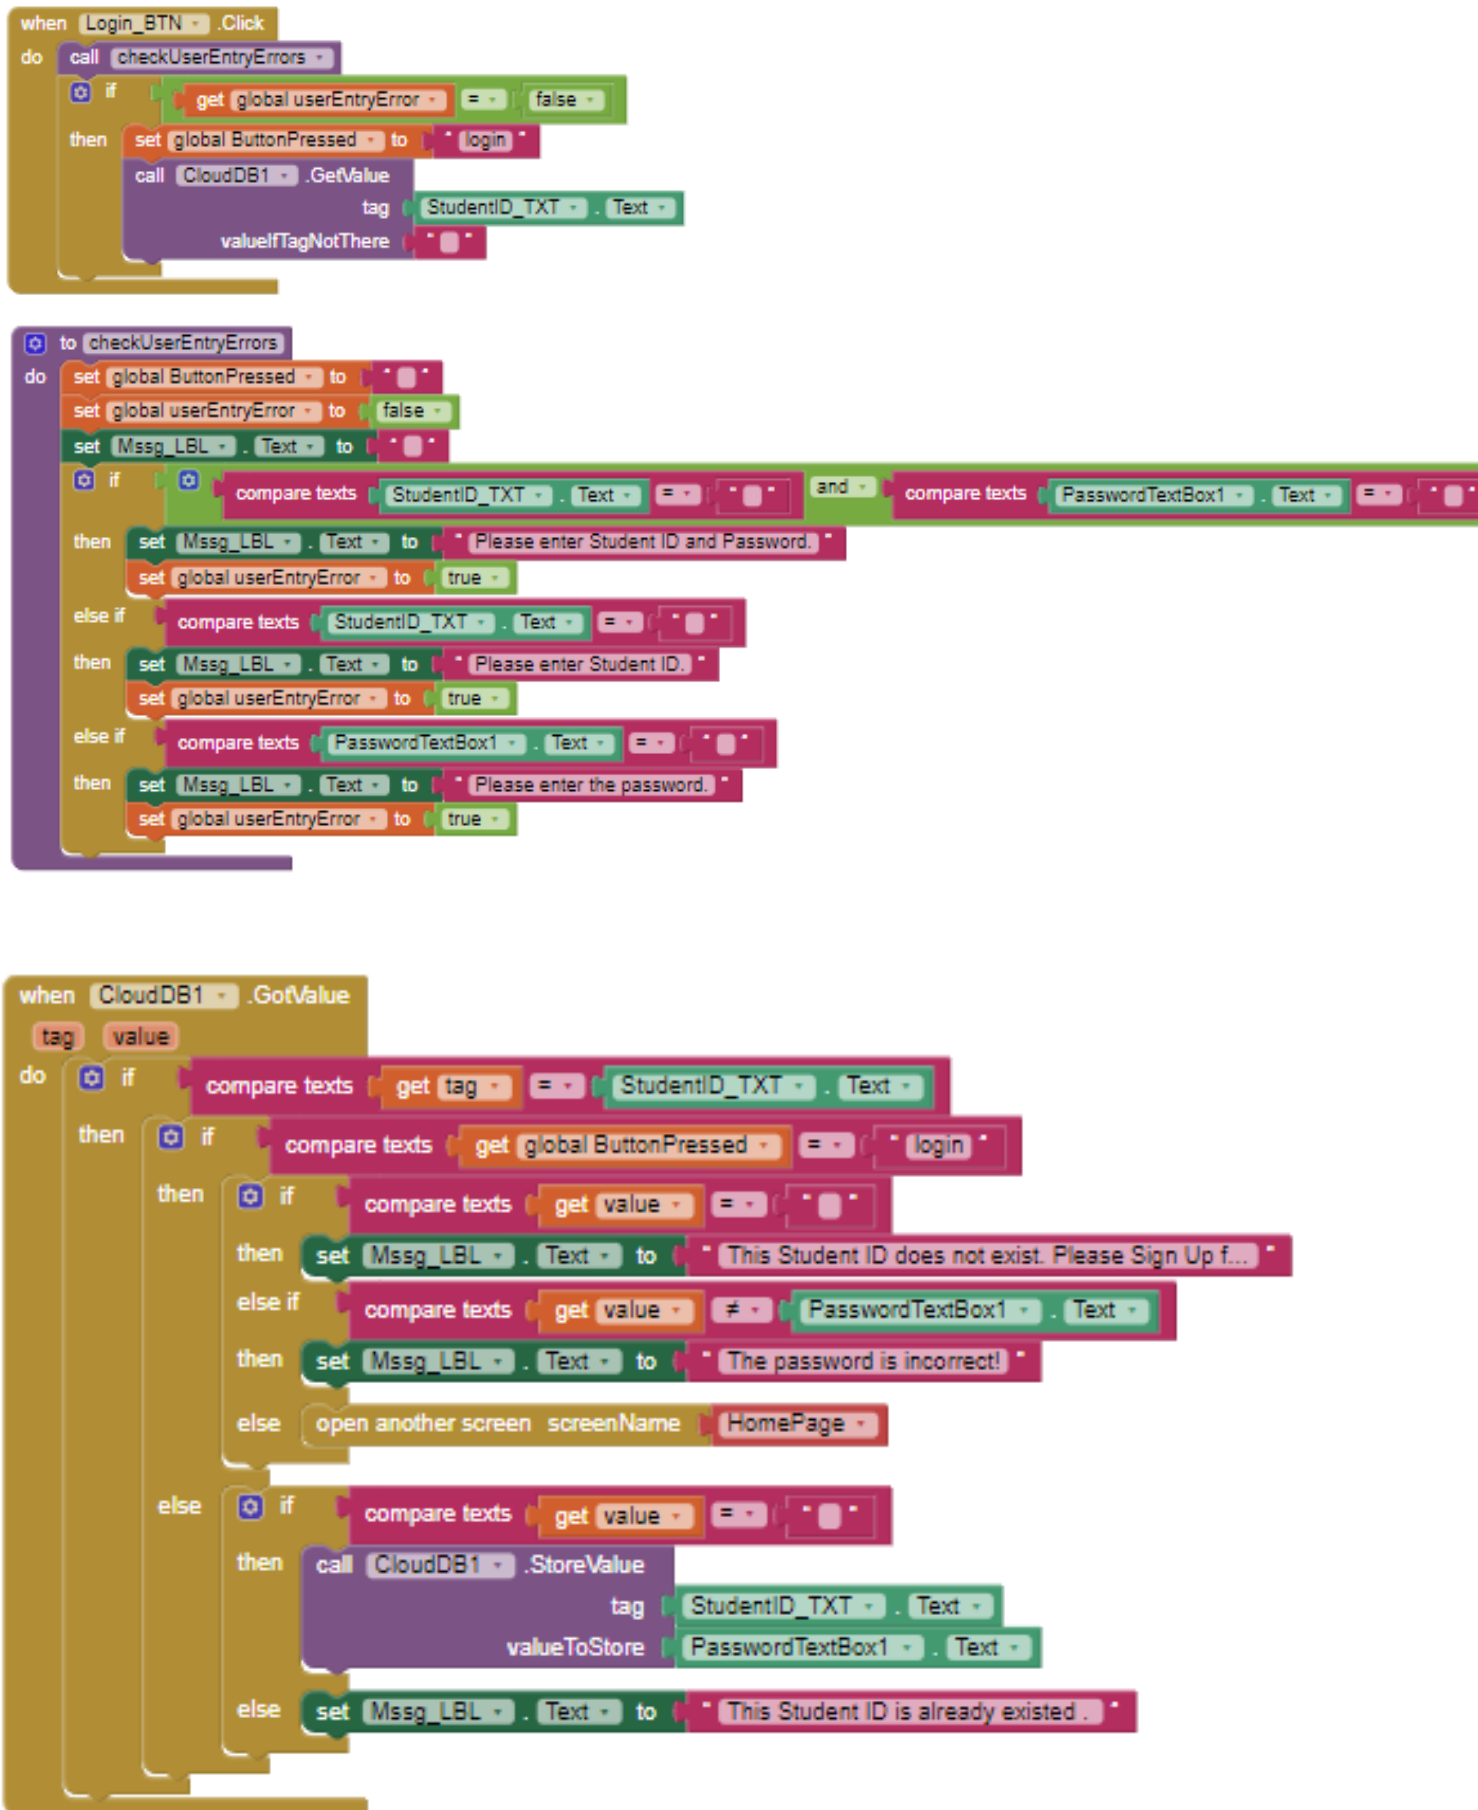 when Login_BTN .Click
do call checkUserEntryErrors
if get global userEntryError = false
then set global ButtonPressed to " login "
call CloudDB1 .GetValue
tag StudentID_TXT . Text
valueIfTagNotThere " "
to checkUserEntryErrors
do set global ButtonPressed to " "
set global userEntryError to false
set Mssg_LBL . Text to " "
if compare texts StudentID_TXT . Text = " " and compare texts PasswordTextBox1 . Text = " "
then set Mssg_LBL . Text to " Please enter Student ID and Password. "
set global userEntryError to true
else if compare texts StudentID_TXT . Text = " "
then set Mssg_LBL . Text to " Please enter Student ID. "
set global userEntryError to true
else if compare texts PasswordTextBox1 . Text = " "
then set Mssg_LBL . Text to " Please enter the password. "
set global userEntryError to true
when CloudDB1 .GotValue
tag value
do if compare texts get tag = StudentID_TXT . Text
then if compare texts get global ButtonPressed = " login "
then if compare texts get value = " "
then set Mssg_LBL . Text to " This Student ID does not exist. Please Sign Up f... "
else if compare texts get value ≠ PasswordTextBox1 . Text
then set Mssg_LBL . Text to " The password is incorrect! "
else open another screen screenName HomePage
else if compare texts get value = " "
then call CloudDB1 .StoreValue
tag StudentID_TXT . Text
valueToStore PasswordTextBox1 . Text
else set Mssg_LBL . Text to " This Student ID is already existed . "